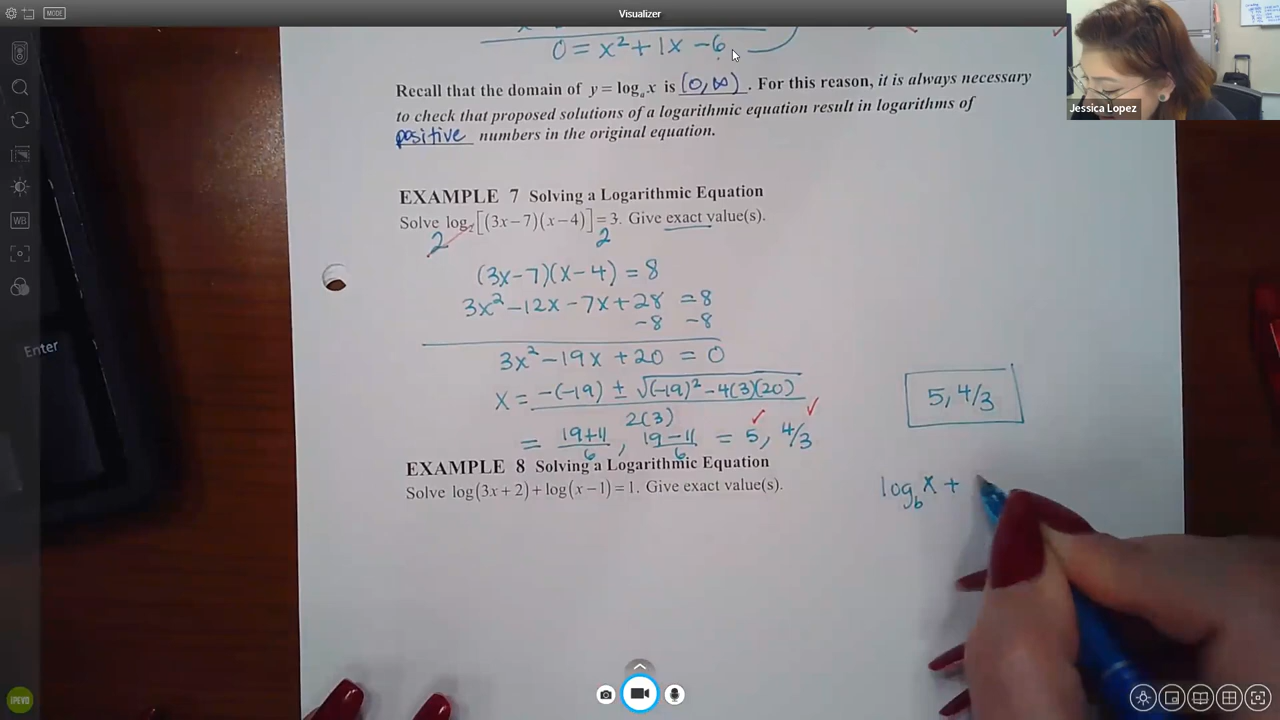 MODE
Visualizer
0 = x² + 1x - 6
Recall that the domain of y = logₐ x is (0, ∞). For this reason, it is always necessary
to check that proposed solutions of a logarithmic equation result in logarithms of
positive numbers in the original equation.
Jessica Lopez
EXAMPLE 7 Solving a Logarithmic Equation
Solve log₂[(3x−7)(x−4)] = 3. Give exact value(s).
2 2
(3x-7)(x-4) = 8
3x² - 12x - 7x + 28 = 8
-8 -8
3x² - 19x + 20 = 0
x = -(-19) ± √(-19)² - 4(3)(20)
2(3)
= 19+11/6, 19-11/6 = 5, 4/3
5, 4/3
EXAMPLE 8 Solving a Logarithmic Equation
Solve log(3x+2)+log(x−1)=1. Give exact value(s).
log_b x +
Enter
WB
IPEVO